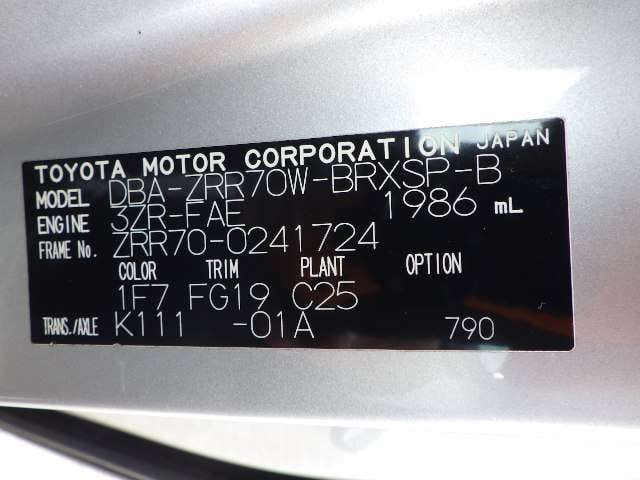 TOYOTA MOTOR CORPORATION JAPAN
MODEL DBA-ZRR70W-BRXSP-B
ENGINE 3ZR-FAE 1986 mL
FRAME No. ZRR70-0241724
COLOR TRIM PLANT OPTION
1F7 FG19 C25
TRANS./AXLE K111 -01A 790